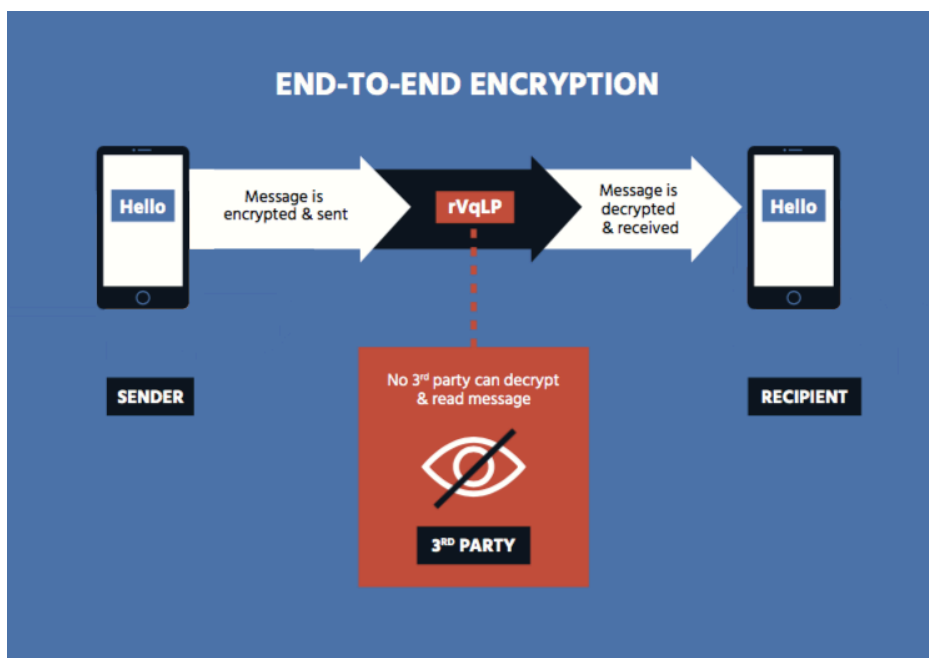 END-TO-END ENCRYPTION
Hello
Message is
encrypted & sent
rVqLP
Message is
decrypted
& received
Hello
SENDER
No 3rd party can decrypt
& read message
RECIPIENT
3RD PARTY